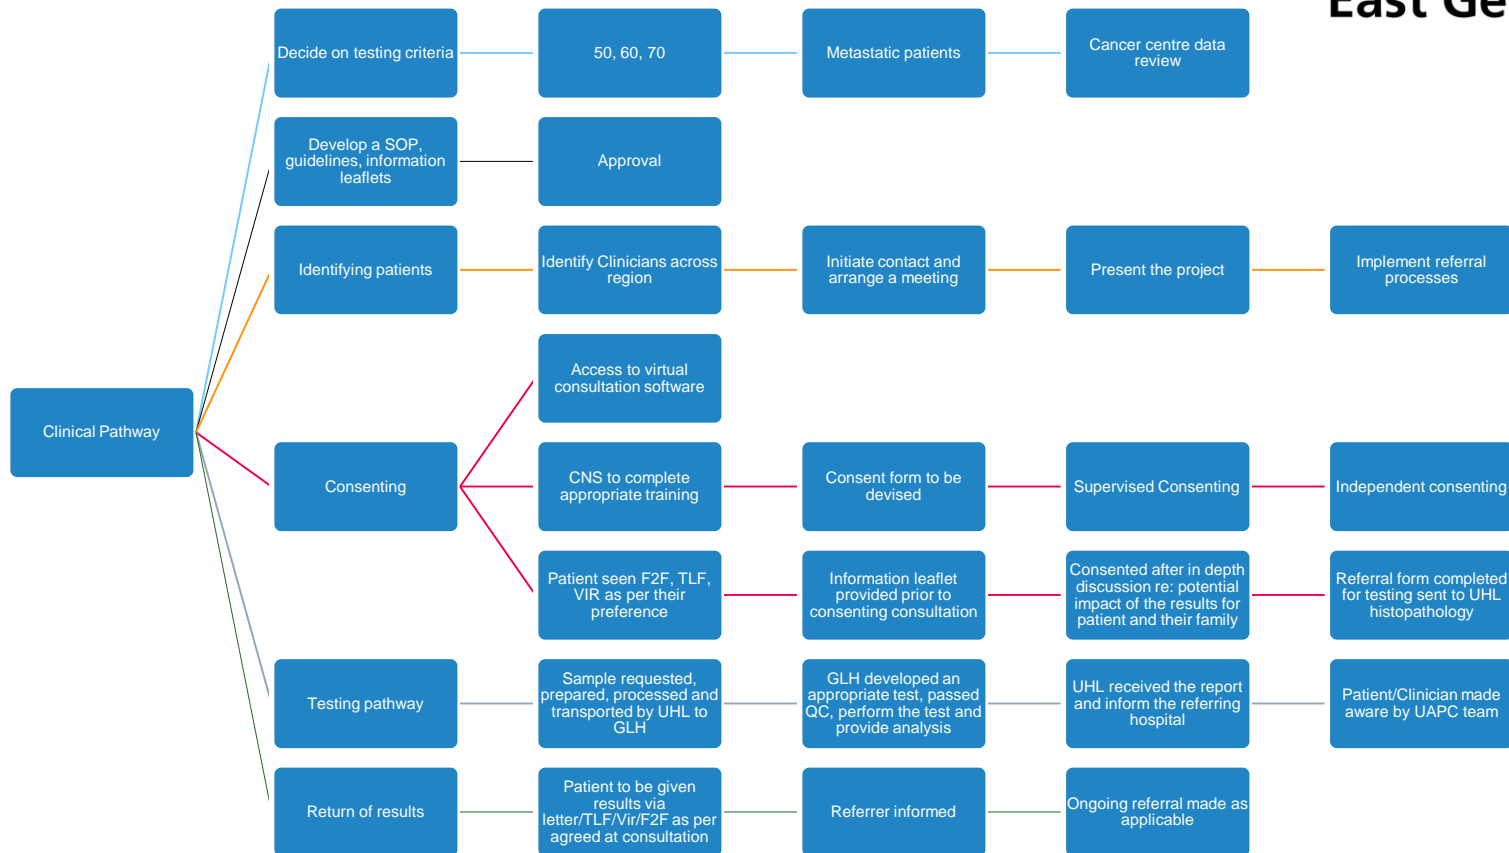 East Ge
Decide on testing criteria
50, 60, 70
Metastatic patients
Cancer centre data
review
Develop a SOP,
guidelines, information
leaflets
Approval
Identifying patients
Identify Clinicians across
region
Initiate contact and
arrange a meeting
Present the project
Implement referral
processes
Access to virtual
consultation software
Clinical Pathway
Consenting
CNS to complete
appropriate training
Consent form to be
devised
Supervised Consenting
Independent consenting
Patient seen F2F, TLF,
VIR as per their
preference
Information leaflet
provided prior to
consenting consultation
Consented after in depth
discussion re: potential
impact of the results for
patient and their family
Referral form completed
for testing sent to UHL
histopathology
Testing pathway
Sample requested,
prepared, processed and
transported by UHL to
GLH
GLH developed an
appropriate test, passed
QC, perform the test and
provide analysis
UHL received the report
and inform the referring
hospital
Patient/Clinician made
aware by UAPC team
Return of results
Patient to be given
results via
letter/TLF/Vir/F2F as per
agreed at consultation
Referrer informed
Ongoing referral made as
applicable